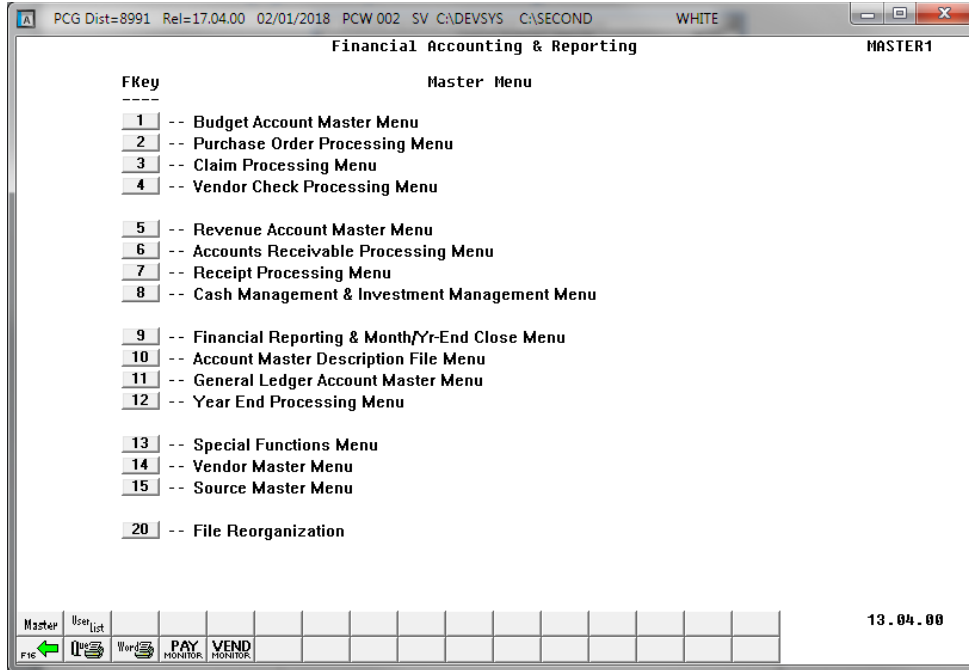 A PCG Dist=8991 Rel=17.04.00 02/01/2018 PCW 002 SV C:\DEVSYS C:\SECOND WHITE
Financial Accounting & Reporting MASTER1
FKey Master Menu
----
1 -- Budget Account Master Menu
2 -- Purchase Order Processing Menu
3 -- Claim Processing Menu
4 -- Vendor Check Processing Menu
5 -- Revenue Account Master Menu
6 -- Accounts Receivable Processing Menu
7 -- Receipt Processing Menu
8 -- Cash Management & Investment Management Menu
9 -- Financial Reporting & Month/Yr-End Close Menu
10 -- Account Master Description File Menu
11 -- General Ledger Account Master Menu
12 -- Year End Processing Menu
13 -- Special Functions Menu
14 -- Vendor Master Menu
15 -- Source Master Menu
20 -- File Reorganization
Master User List 13.04.00
F16 Que Word PAY MONITOR VEND MONITOR